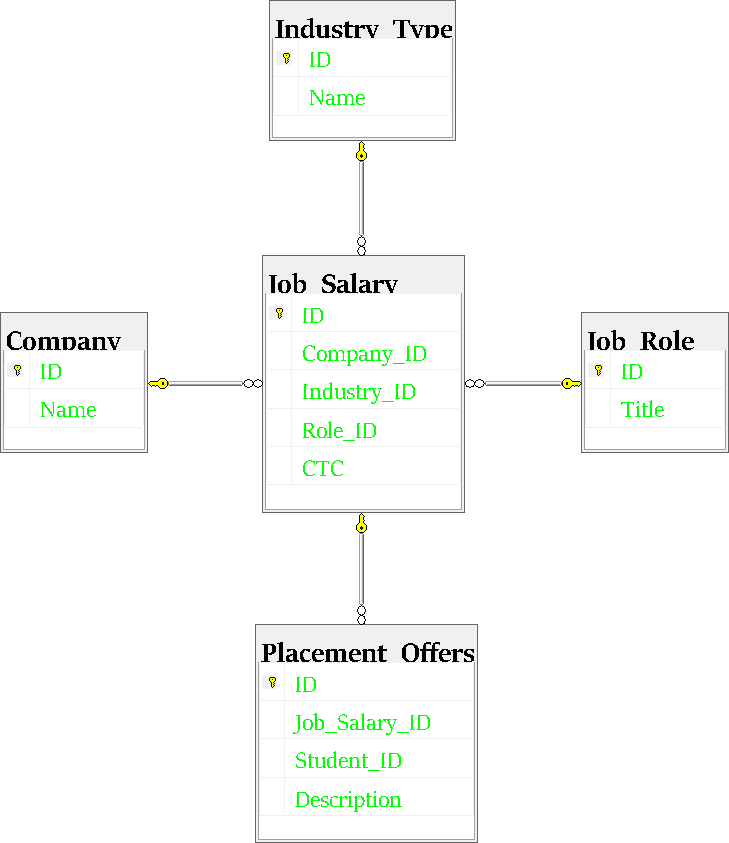 Industry_Type
ID
Name
Job_Salary
ID
Company_ID
Industry_ID
Role_ID
CTC
Company
ID
Name
Job_Role
ID
Title
Placement_Offers
ID
Job_Salary_ID
Student_ID
Description